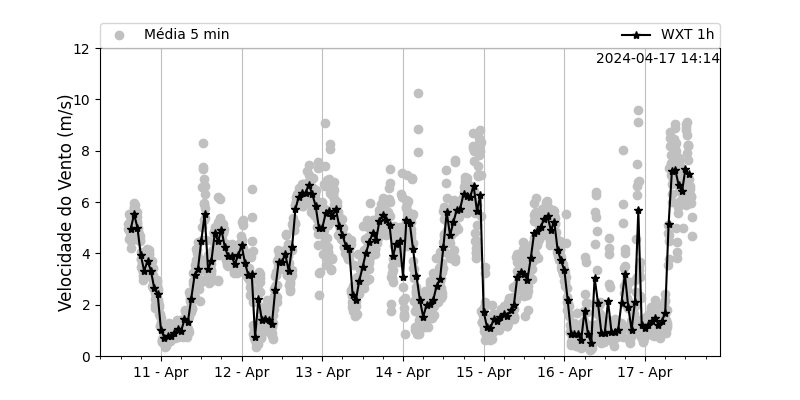 Média 5 min
WXT 1h
2024-04-17 14:14
Velocidade do Vento (m/s)
12
10
8
6
4
2
0
11 - Apr
12 - Apr
13 - Apr
14 - Apr
15 - Apr
16 - Apr
17 - Apr